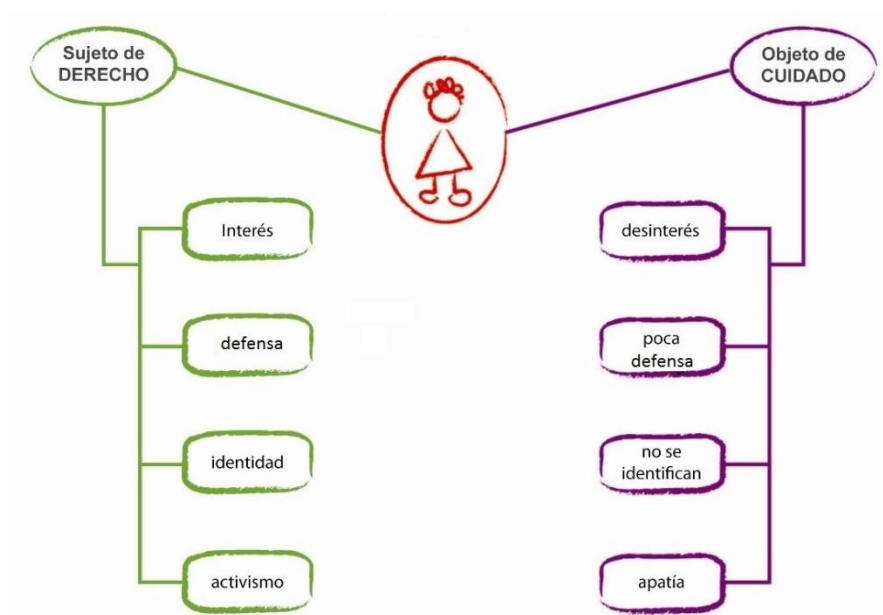 Sujeto de
DERECHO
Objeto de
CUIDADO
Interés
desinterés
defensa
poca
defensa
identidad
no se
identifican
activismo
apatía